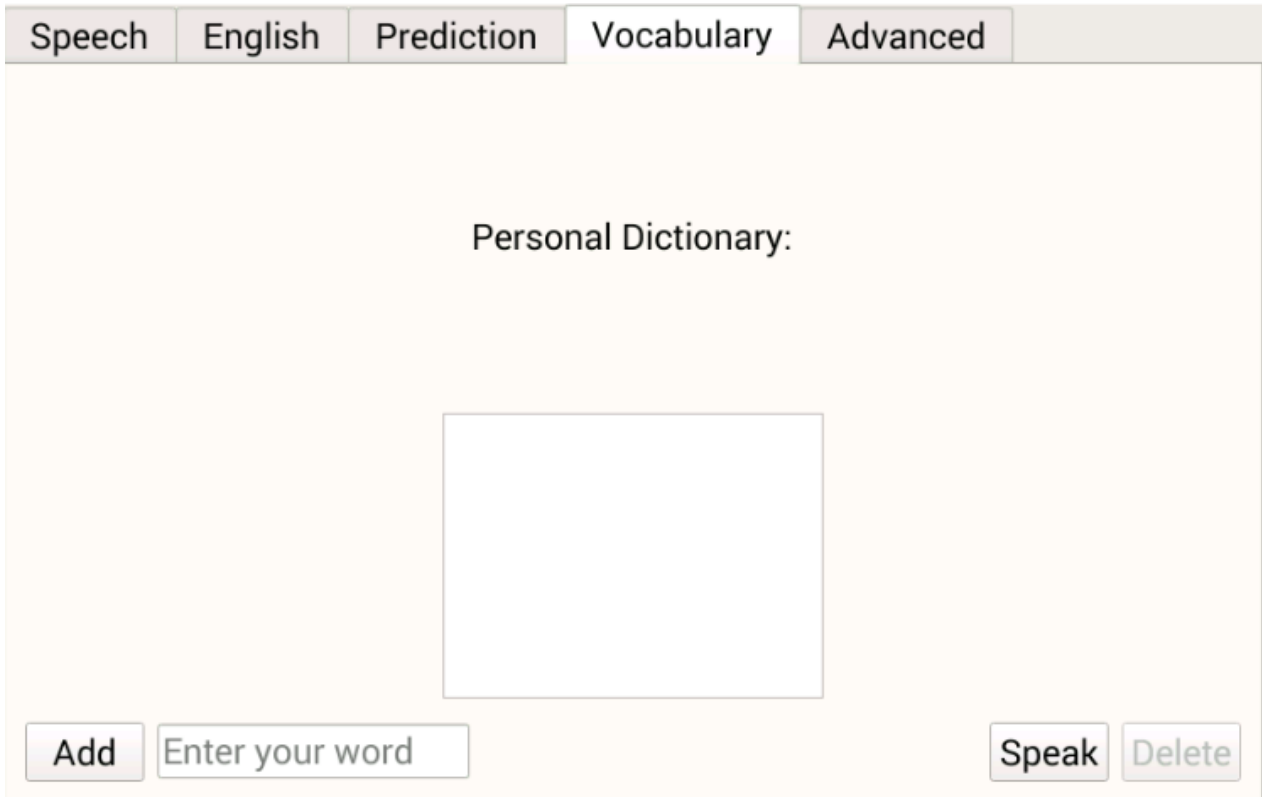 Speech English Prediction Vocabulary Advanced
Personal Dictionary:
Add Enter your word Speak Delete